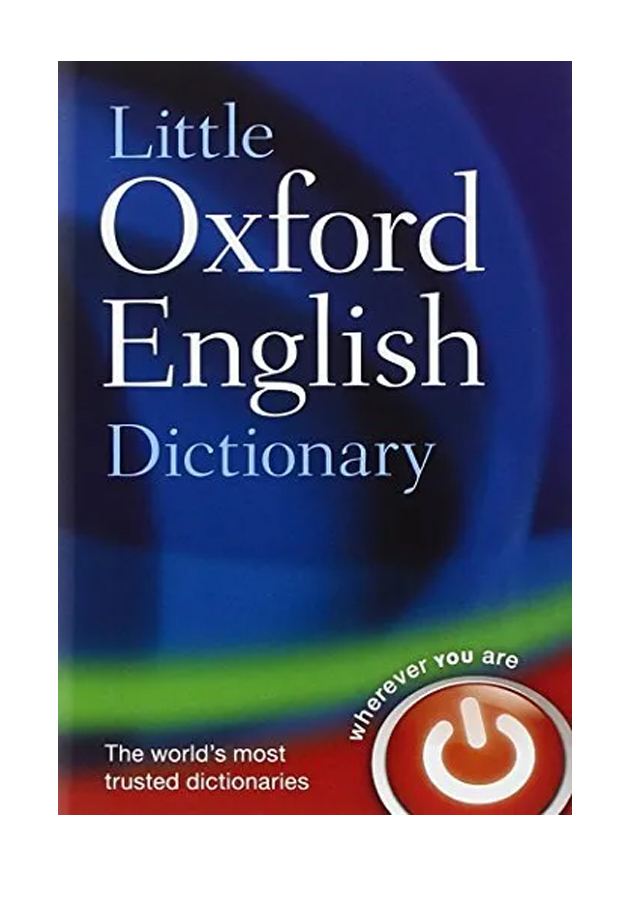 Little
Oxford
English
Dictionary
wherever YOU are
The world's most
trusted dictionaries